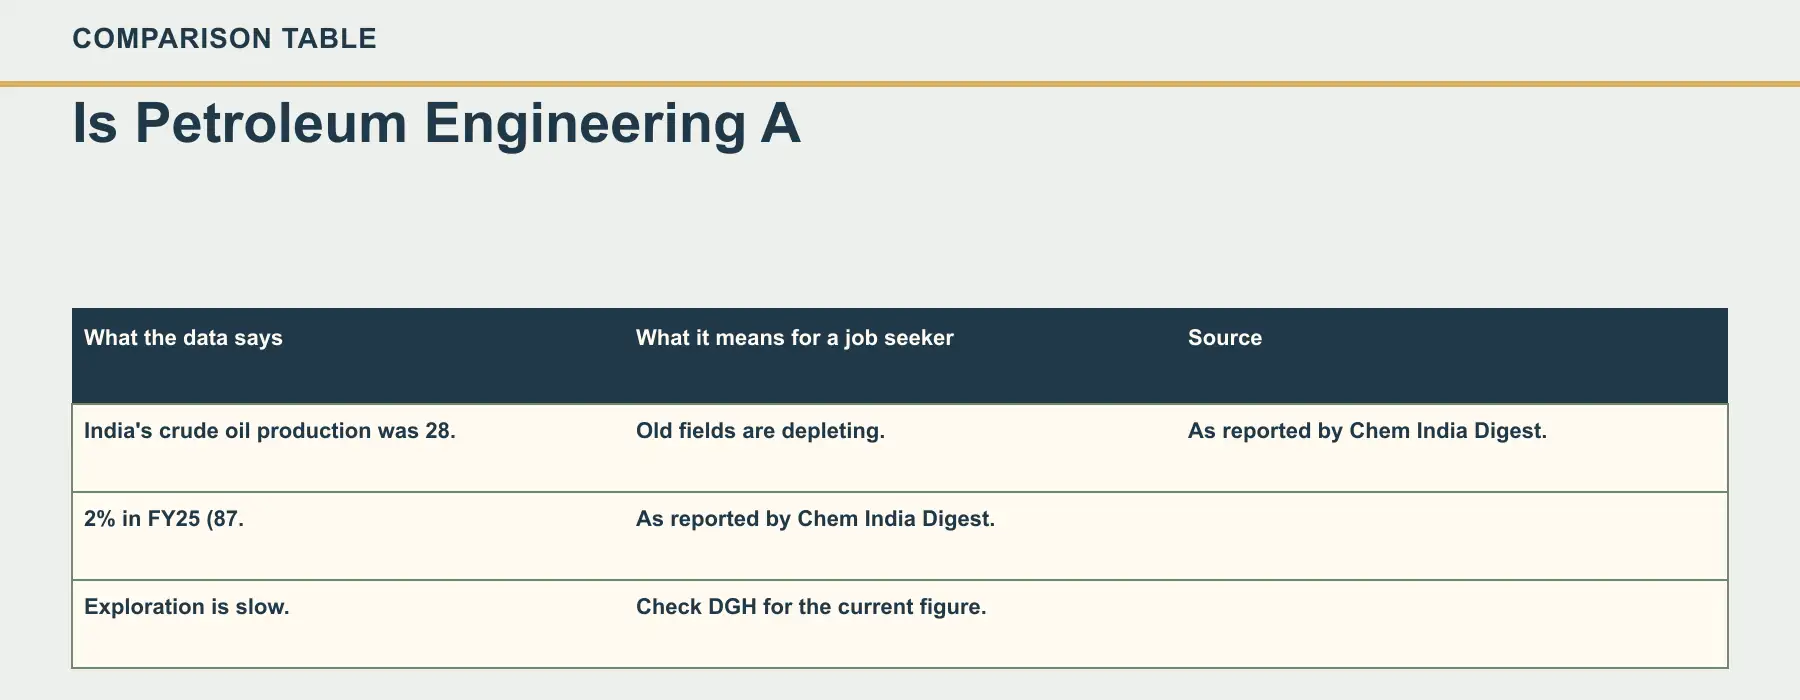 COMPARISON TABLE
Is Petroleum Engineering A
What the data says What it means for a job seeker Source
India's crude oil production was 28. Old fields are depleting. As reported by Chem India Digest.
2% in FY25 (87. As reported by Chem India Digest.
Exploration is slow. Check DGH for the current figure.